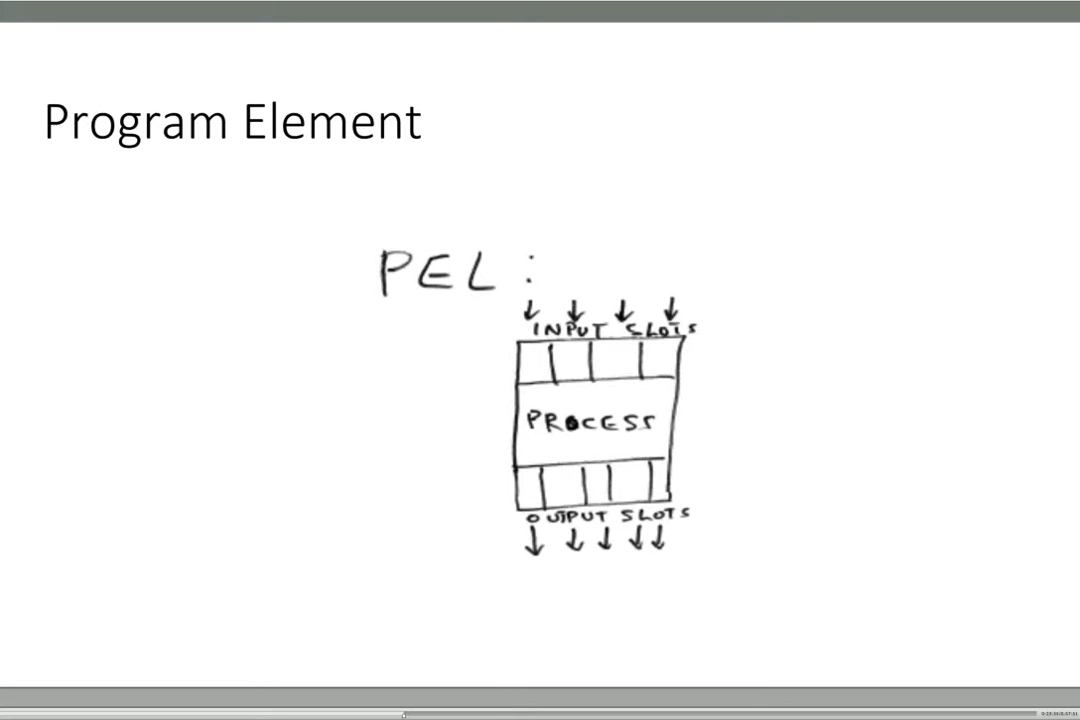 Program Element
PEL:
INPUT SLOTS
PROCESS
OUTPUT SLOTS